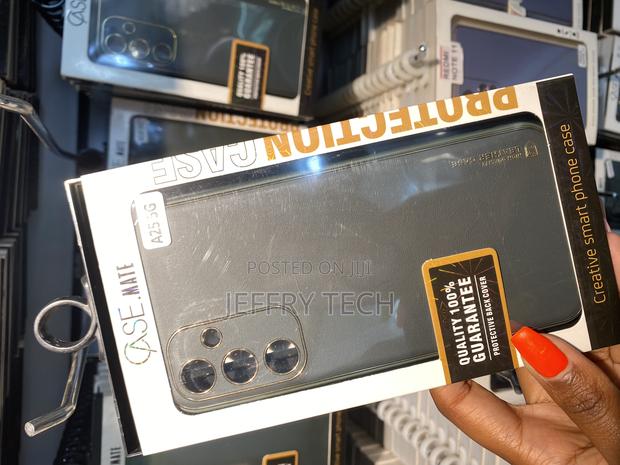 PROTECTION
CASE
A25 5G
CASE.MATE
QUALITY 100%
GUARANTEE
PROTECTIVE BACK COVER
Creative smart phone case
POSTED ON JIJI
JEFFRY TECH
REDMI
NOTE 11